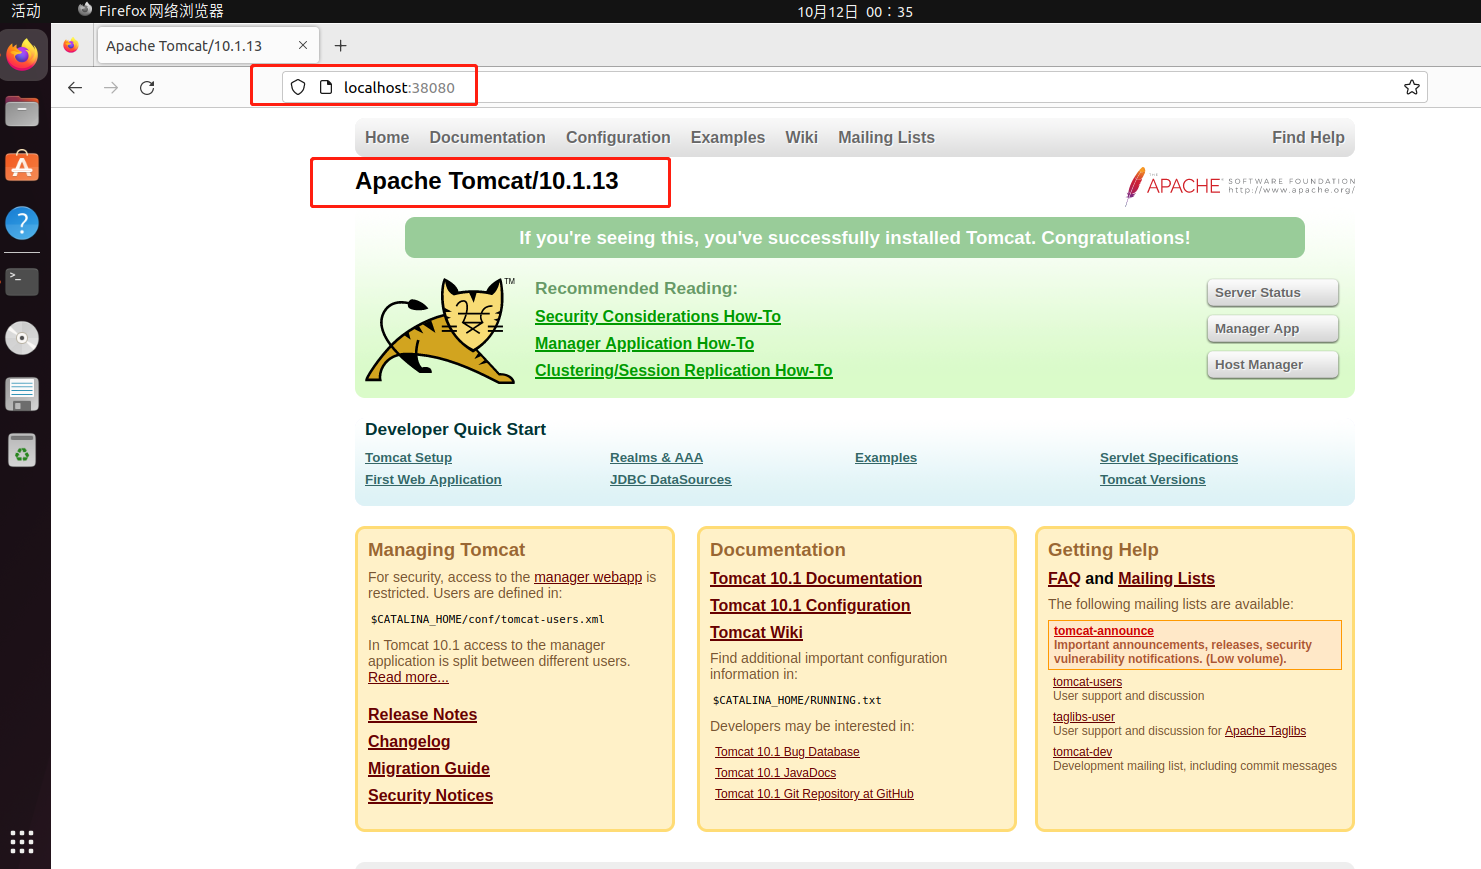 活动
Firefox 网络浏览器
10月12日 00：35
Apache Tomcat/10.1.13
localhost:38080
Home Documentation Configuration Examples Wiki Mailing Lists Find Help
Apache Tomcat/10.1.13
THE
APACHE SOFTWARE FOUNDATION
http://www.apache.org/
If you're seeing this, you've successfully installed Tomcat. Congratulations!
TM
Recommended Reading:
Security Considerations How-To
Manager Application How-To
Clustering/Session Replication How-To
Server Status
Manager App
Host Manager
Developer Quick Start
Tomcat Setup
First Web Application
Realms & AAA
JDBC DataSources
Examples
Servlet Specifications
Tomcat Versions
Managing Tomcat
For security, access to the manager webapp is
restricted. Users are defined in:
$CATALINA_HOME/conf/tomcat-users.xml
In Tomcat 10.1 access to the manager
application is split between different users.
Read more...
Release Notes
Changelog
Migration Guide
Security Notices
Documentation
Tomcat 10.1 Documentation
Tomcat 10.1 Configuration
Tomcat Wiki
Find additional important configuration
information in:
$CATALINA_HOME/RUNNING.txt
Developers may be interested in:
Tomcat 10.1 Bug Database
Tomcat 10.1 JavaDocs
Tomcat 10.1 Git Repository at GitHub
Getting Help
FAQ and Mailing Lists
The following mailing lists are available:
tomcat-announce
Important announcements, releases, security
vulnerability notifications. (Low volume).
tomcat-users
User support and discussion
taglibs-user
User support and discussion for Apache Taglibs
tomcat-dev
Development mailing list, including commit messages